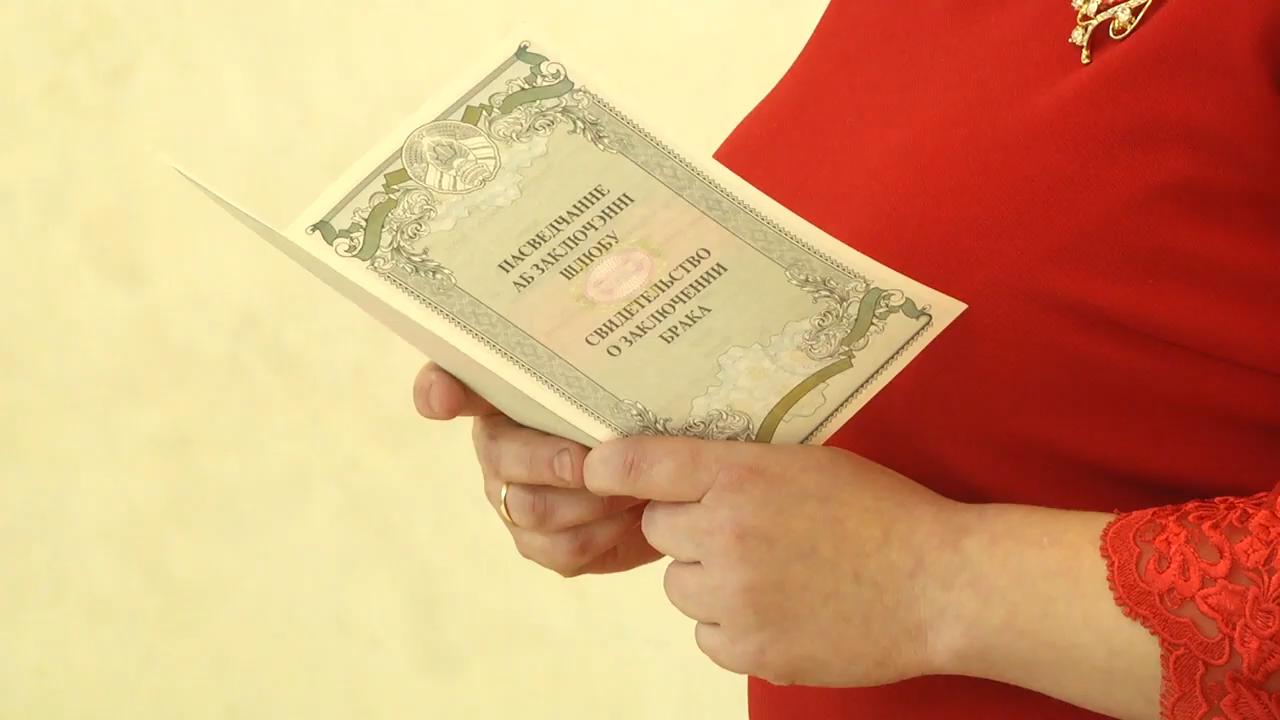 ПАСВЕДЧАННЕ
АБ ЗАКЛЮЧЭННІ
ШЛЮБУ
СВИДЕТЕЛЬСТВО
О ЗАКЛЮЧЕНИИ
БРАКА